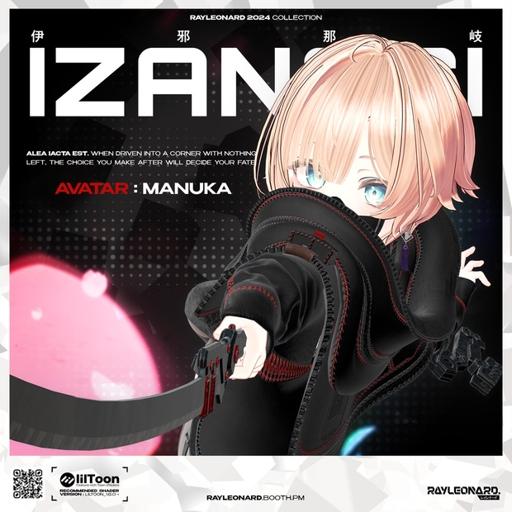 RAYLEONARD 2024 COLLECTION
伊 邪 那 岐
ALEA IACTA EST. WHEN DRIVEN INTO A CORNER WITH NOTHING
LEFT, THE CHOICE YOU MAKE AFTER WILL DECIDE YOUR FATE
AVATAR : MANUKA
lilToon
RECOMMENDED SHADER
RAYLEONARD.BOOTH.PM
RAYLEONARD.